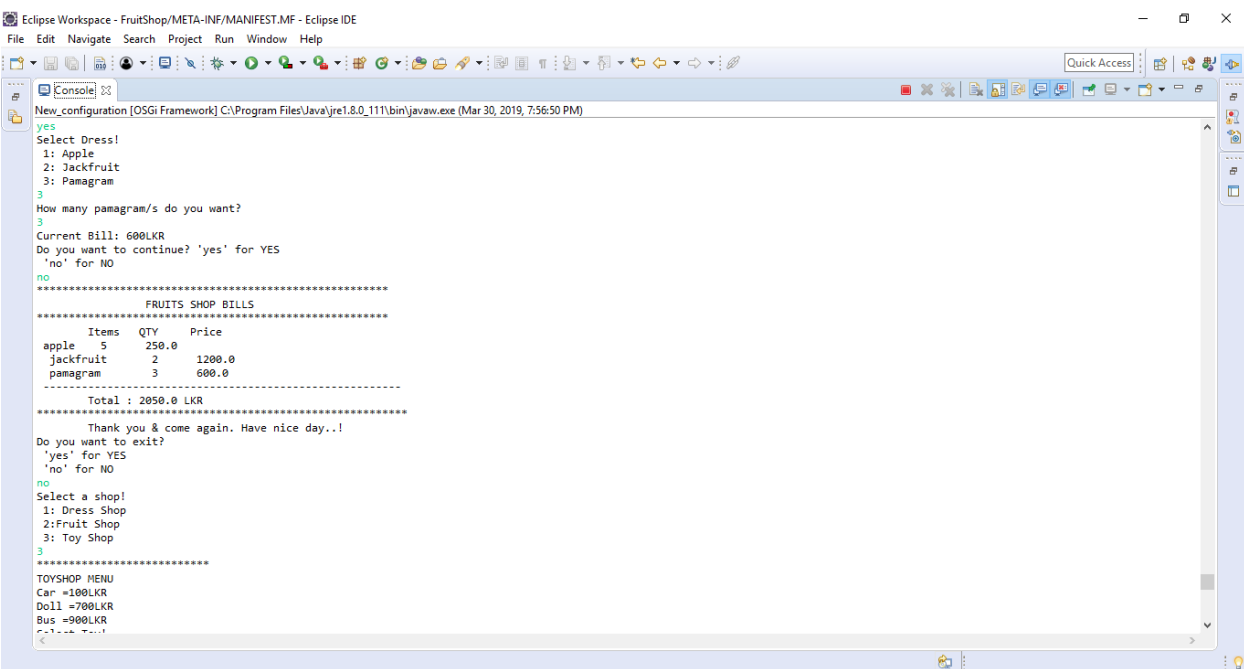 Eclipse Workspace - FruitShop/META-INF/MANIFEST.MF - Eclipse IDE
File Edit Navigate Search Project Run Window Help
Quick Access
Console
New_configuration [OSGi Framework] C:\Program Files\Java\jre1.8.0_111\bin\javaw.exe (Mar 30, 2019, 7:56:50 PM)
yes
Select Dress!
1: Apple
2: Jackfruit
3: Pamagram
3
How many pamagram/s do you want?
3
Current Bill: 600LKR
Do you want to continue? 'yes' for YES
'no' for NO
no
*******************************************************
FRUITS SHOP BILLS
*******************************************************
Items QTY Price
apple 5 250.0
jackfruit 2 1200.0
pamagram 3 600.0
--------------------------------------------------------
Total : 2050.0 LKR
**********************************************************
Thank you & come again. Have nice day..!
Do you want to exit?
'yes' for YES
'no' for NO
no
Select a shop!
1: Dress Shop
2:Fruit Shop
3: Toy Shop
3
***************************
TOYSHOP MENU
Car =100LKR
Doll =700LKR
Bus =900LKR
Select Toy!